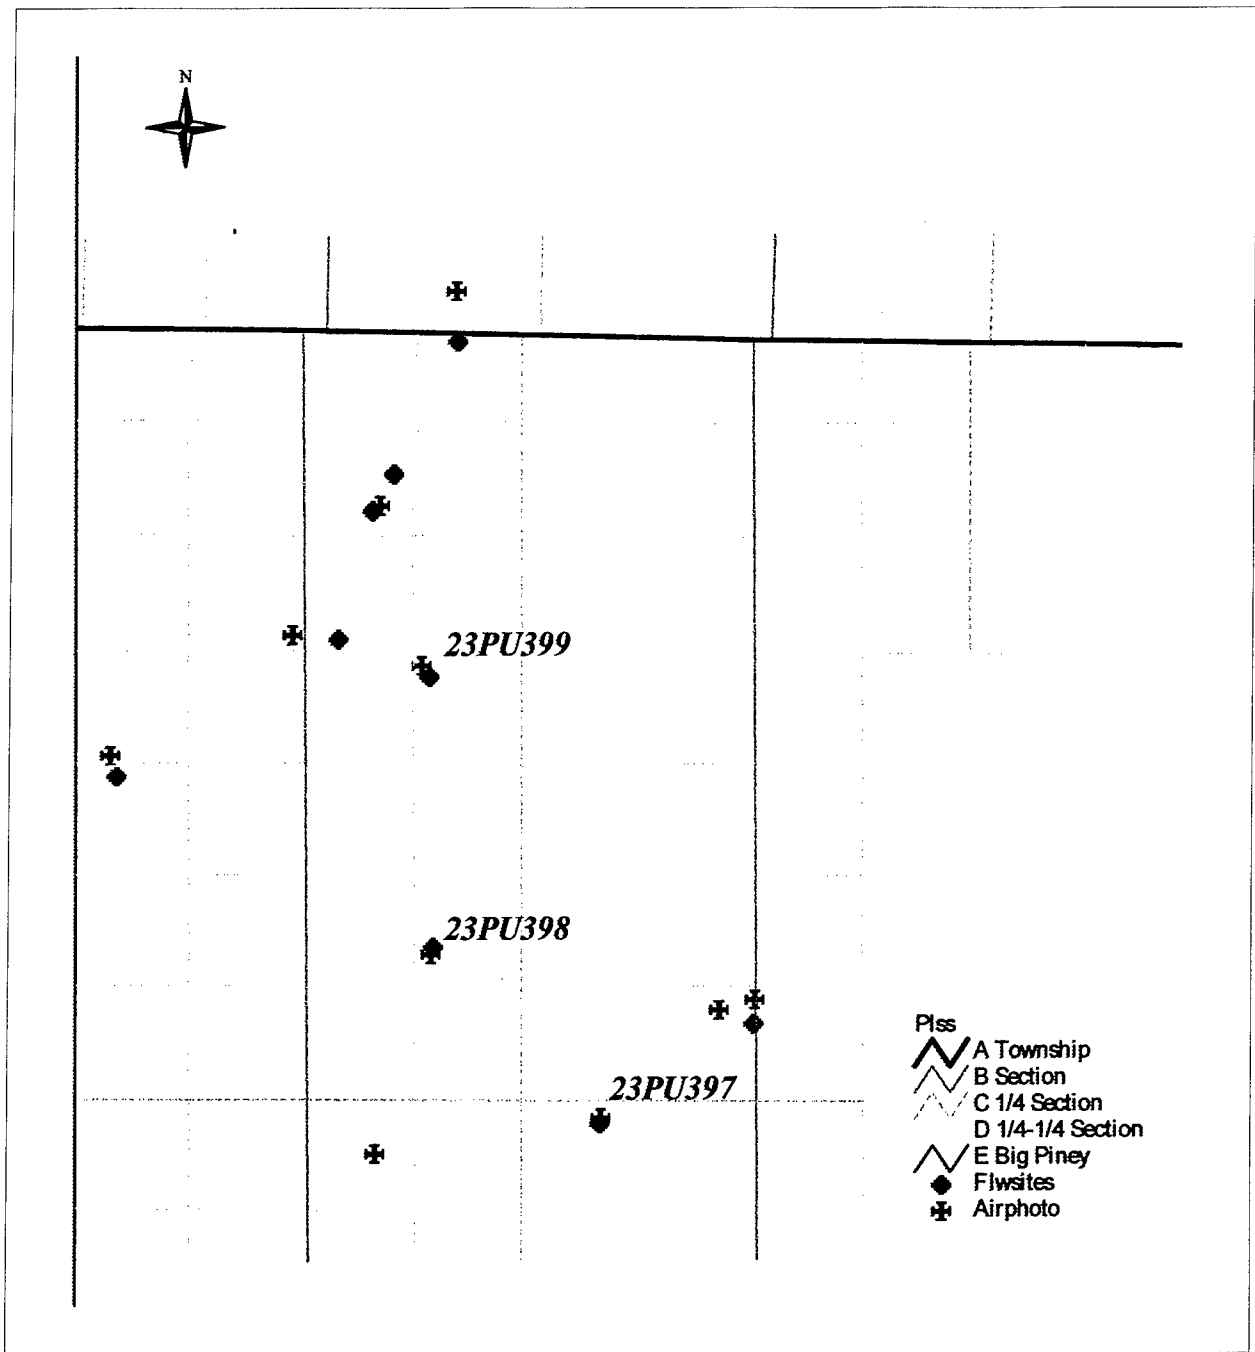 N
23PU399
23PU398
23PU397
Plss
A Township
B Section
C 1/4 Section
D 1/4-1/4 Section
E Big Piney
Flwsites
Airphoto